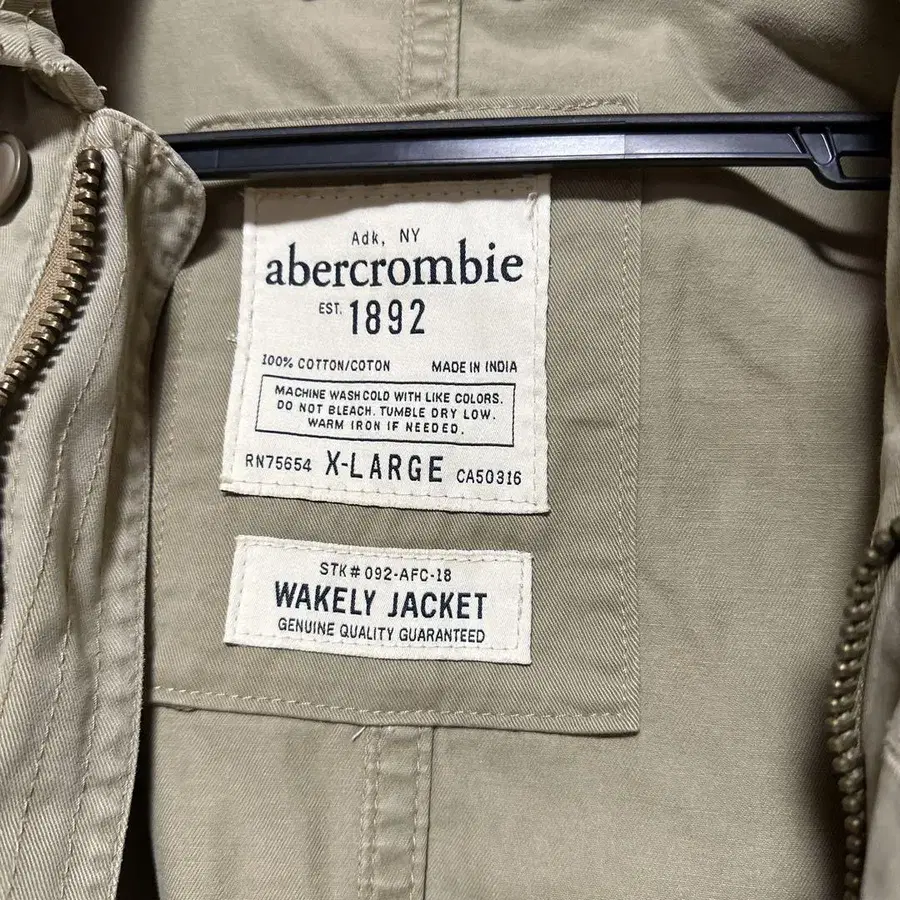 Adk, NY
abercrombie
EST. 1892
100% COTTON/COTON MADE IN INDIA
MACHINE WASH COLD WITH LIKE COLORS.
DO NOT BLEACH. TUMBLE DRY LOW.
WARM IRON IF NEEDED.
RN75654 X-LARGE CA50316
STK# 092-AFC-18
WAKELY JACKET
GENUINE QUALITY GUARANTEED